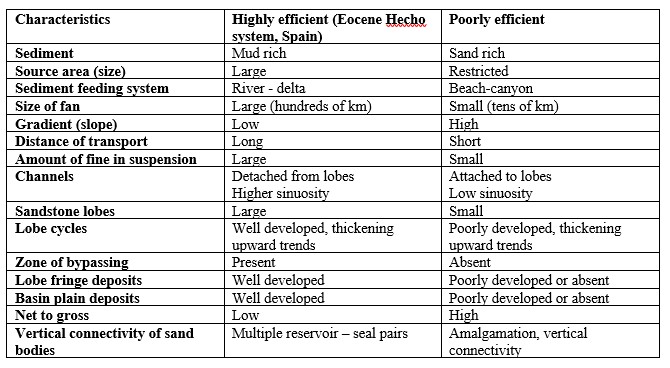 Characteristics Highly efficient (Eocene Hecho Poorly efficient
system, Spain)
Sediment Mud rich Sand rich
Source area (size) Large Restricted
Sediment feeding system River - delta Beach-canyon
Size of fan Large (hundreds of km) Small (tens of km)
Gradient (slope) Low High
Distance of transport Long Short
Amount of fine in suspension Large Small
Channels Detached from lobes Attached to lobes
Higher sinuosity Low sinuosity
Sandstone lobes Large Small
Lobe cycles Well developed, thickening Poorly developed, thickening
upward trends upward trends
Zone of bypassing Present Absent
Lobe fringe deposits Well developed Poorly developed or absent
Basin plain deposits Well developed Poorly developed or absent
Net to gross Low High
Vertical connectivity of sand Multiple reservoir – seal pairs Amalgamation, vertical
bodies connectivity